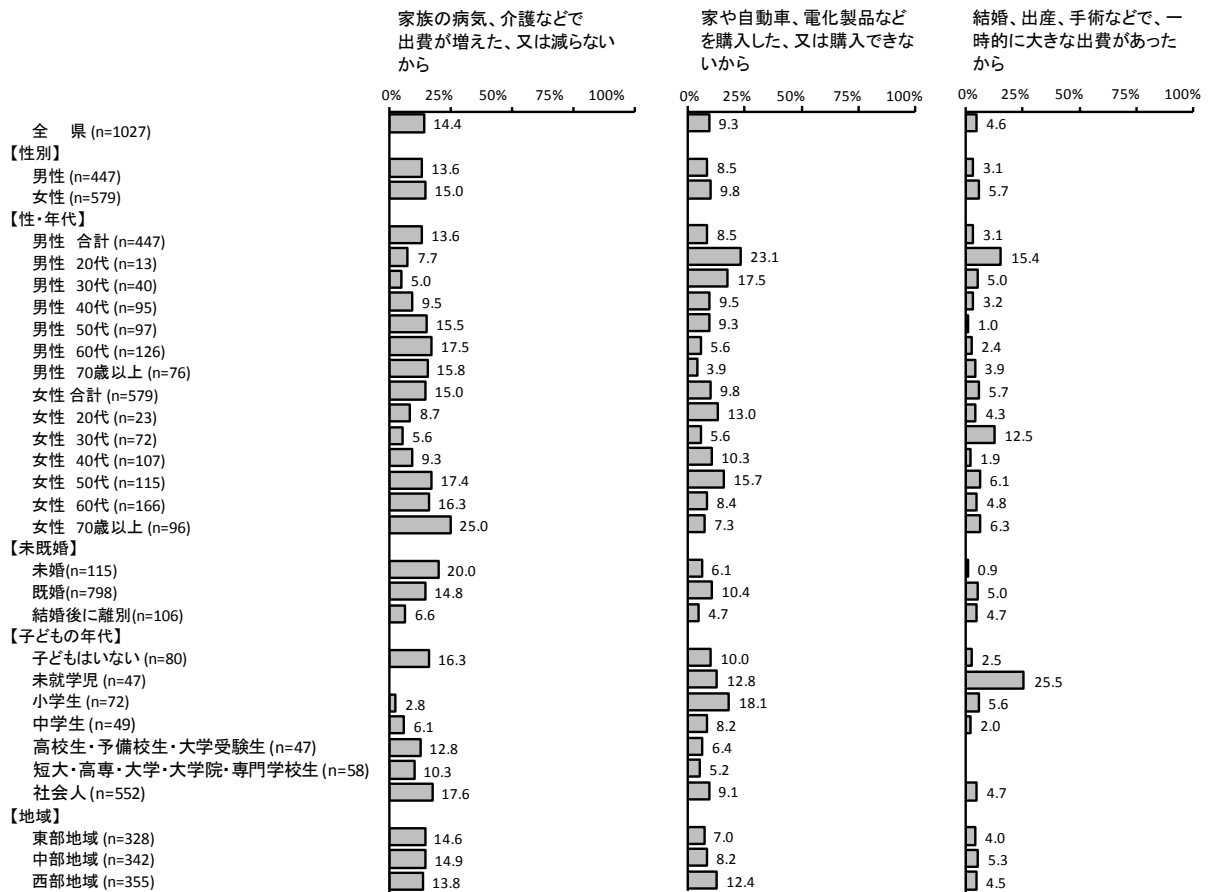 家族の病気、介護などで
出費が増えた、又は減らない
から
家や自動車、電化製品など
を購入した、又は購入できな
いから
結婚、出産、手術などで、一
時的に大きな出費があった
から
0% 25% 50% 75% 100% 0% 25% 50% 75% 100% 0% 25% 50% 75% 100%
全 県 (n=1027) 14.4 9.3 4.6
【性別】
男性 (n=447) 13.6 8.5 3.1
女性 (n=579) 15.0 9.8 5.7
【性・年代】
男性 合計 (n=447) 13.6 8.5 3.1
男性 20代 (n=13) 7.7 23.1 15.4
男性 30代 (n=40) 5.0 17.5 5.0
男性 40代 (n=95) 9.5 9.5 3.2
男性 50代 (n=97) 15.5 9.3 1.0
男性 60代 (n=126) 17.5 5.6 2.4
男性 70歳以上 (n=76) 15.8 3.9 3.9
女性 合計 (n=579) 15.0 9.8 5.7
女性 20代 (n=23) 8.7 13.0 4.3
女性 30代 (n=72) 5.6 5.6 12.5
女性 40代 (n=107) 9.3 10.3 1.9
女性 50代 (n=115) 17.4 15.7 6.1
女性 60代 (n=166) 16.3 8.4 4.8
女性 70歳以上 (n=96) 25.0 7.3 6.3
【未既婚】
未婚(n=115) 20.0 6.1 0.9
既婚(n=798) 14.8 10.4 5.0
結婚後に離別(n=106) 6.6 4.7 4.7
【子どもの年代】
子どもはいない (n=80) 16.3 10.0 2.5
未就学児 (n=47) 12.8 25.5
小学生 (n=72) 2.8 18.1 5.6
中学生 (n=49) 6.1 8.2 2.0
高校生・予備校生・大学受験生 (n=47) 12.8 6.4
短大・高専・大学・大学院・専門学校生 (n=58) 10.3 5.2
社会人 (n=552) 17.6 9.1 4.7
【地域】
東部地域 (n=328) 14.6 7.0 4.0
中部地域 (n=342) 14.9 8.2 5.3
西部地域 (n=355) 13.8 12.4 4.5